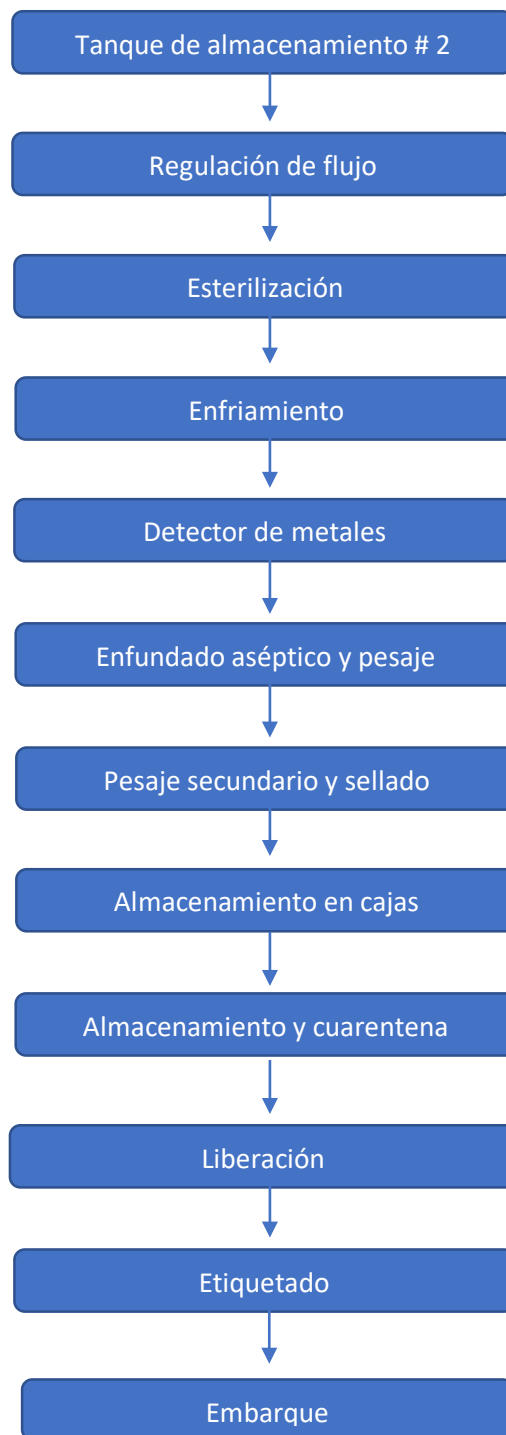 Tanque de almacenamiento # 2
Regulación de flujo
Esterilización
Enfriamiento
Detector de metales
Enfundado aséptico y pesaje
Pesaje secundario y sellado
Almacenamiento en cajas
Almacenamiento y cuarentena
Liberación
Etiquetado
Embarque